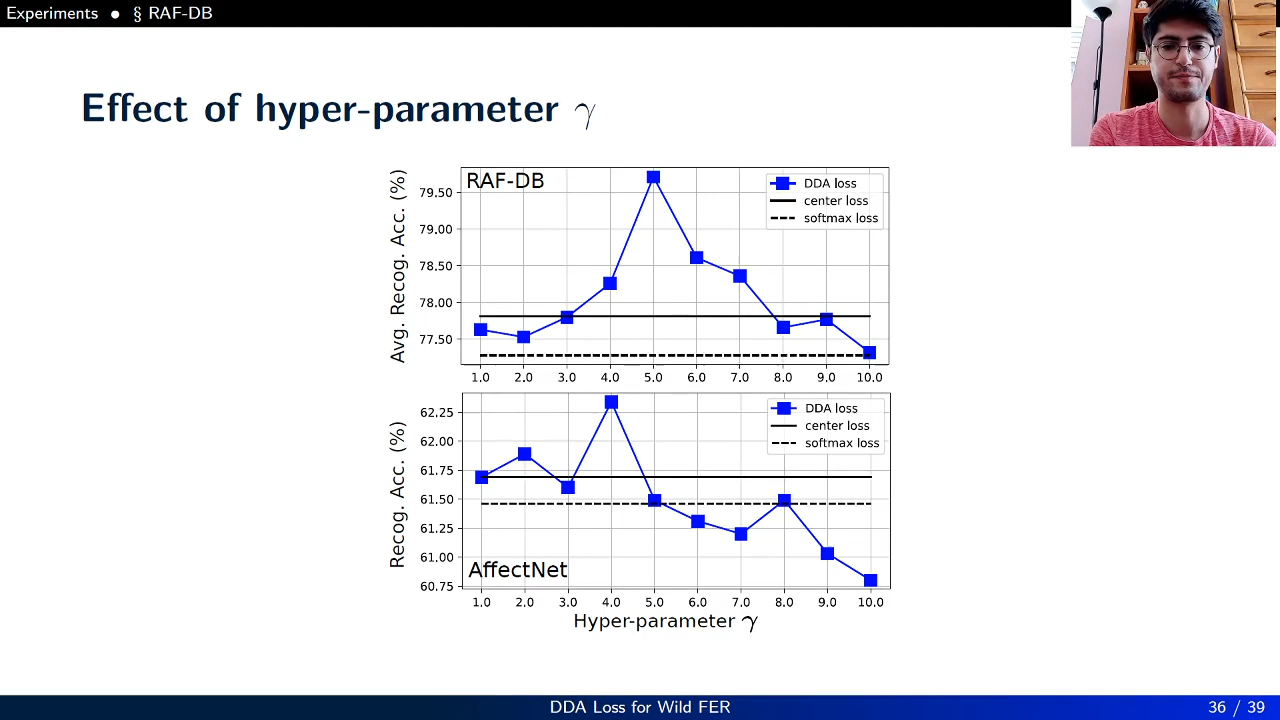 Experiments • § RAF-DB
Effect of hyper-parameter γ
RAF-DB
Avg. Recog. Acc. (%)
79.50
79.00
78.50
78.00
77.50
DDA loss
center loss
softmax loss
1.0 2.0 3.0 4.0 5.0 6.0 7.0 8.0 9.0 10.0
Recog. Acc. (%)
62.25
62.00
61.75
61.50
61.25
61.00
60.75
DDA loss
center loss
softmax loss
AffectNet
1.0 2.0 3.0 4.0 5.0 6.0 7.0 8.0 9.0 10.0
Hyper-parameter γ
DDA Loss for Wild FER
36 / 39